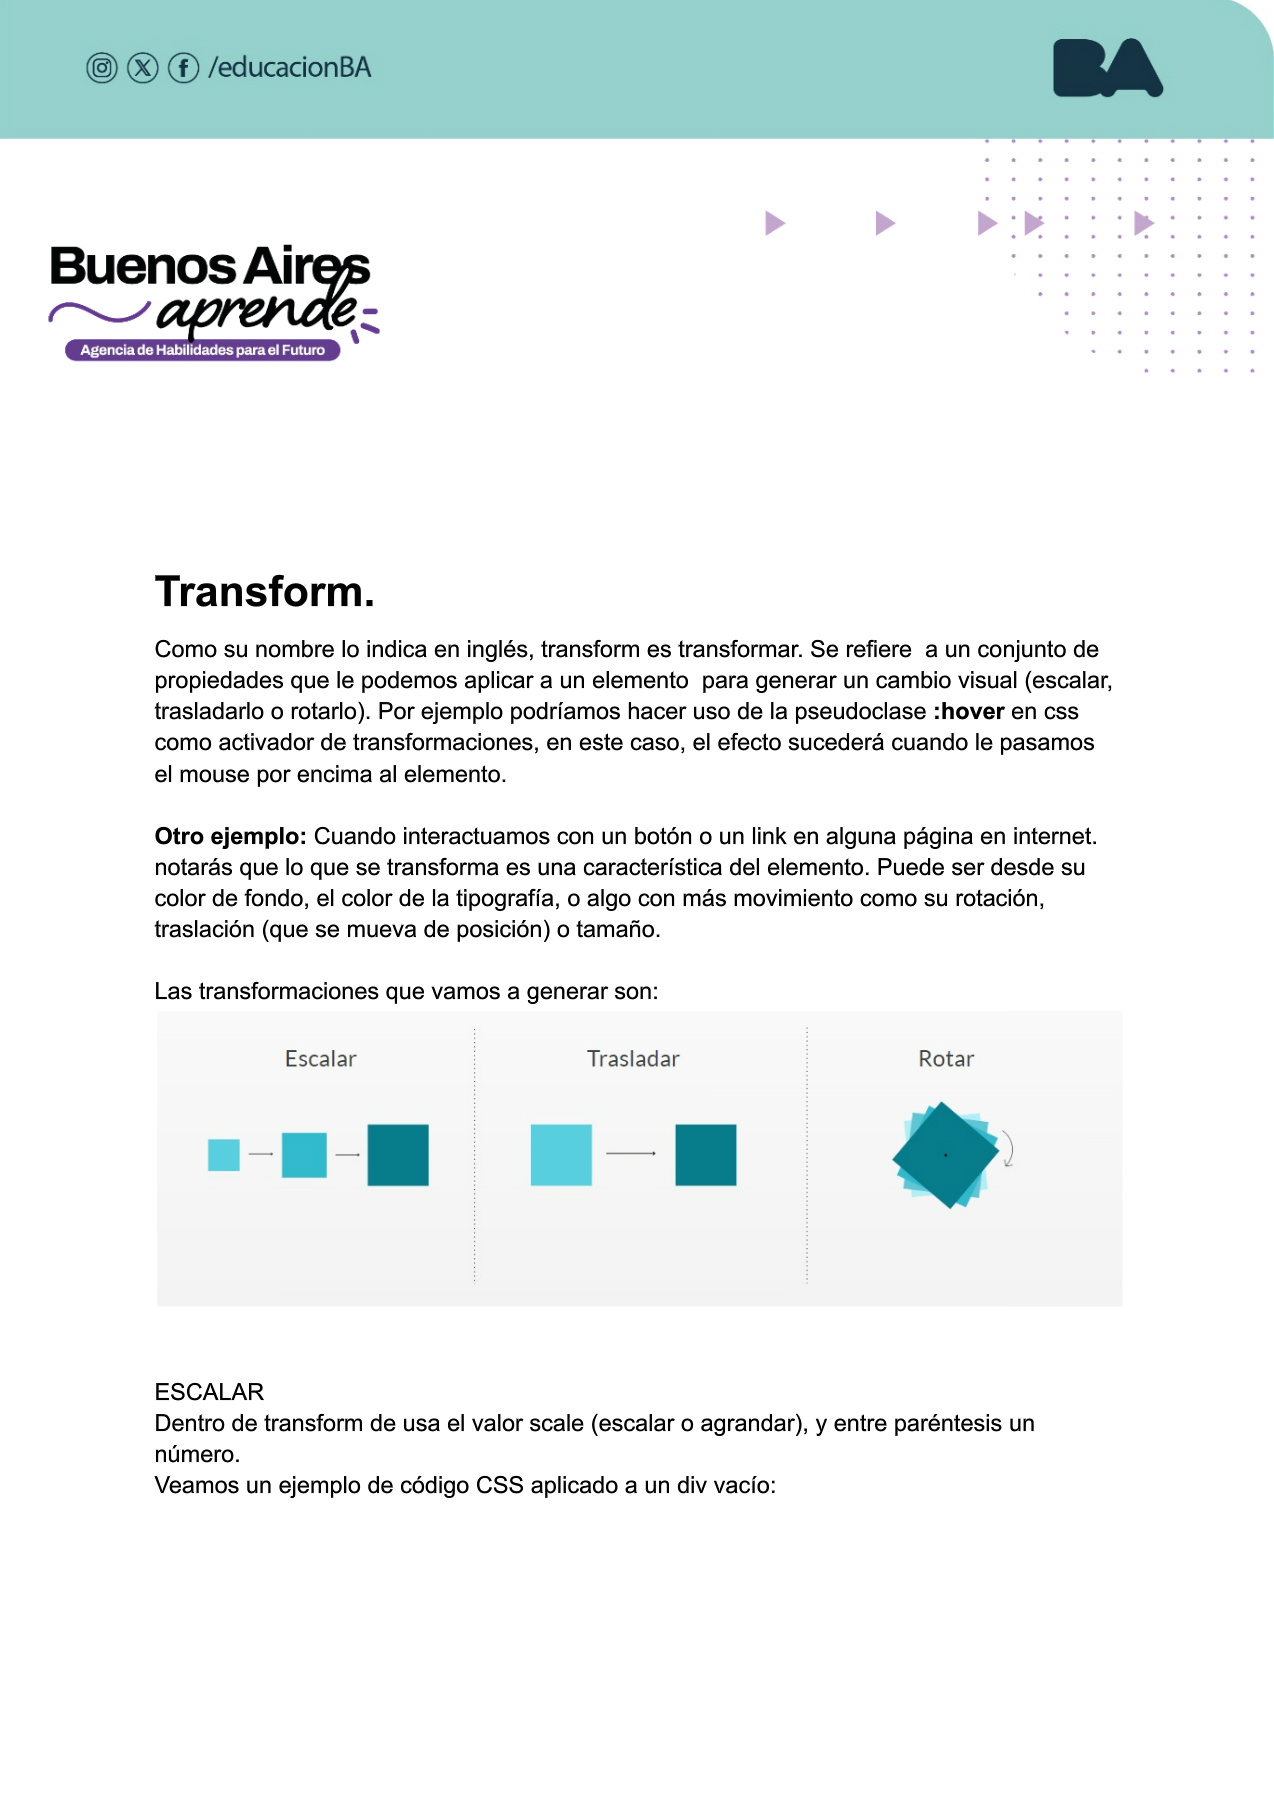 /educacionBA
BA
Buenos Aires
aprende
Agencia de Habilidades para el Futuro
Transform.
Como su nombre lo indica en inglés, transform es transformar. Se refiere  a un conjunto de
propiedades que le podemos aplicar a un elemento  para generar un cambio visual (escalar,
trasladarlo o rotarlo). Por ejemplo podríamos hacer uso de la pseudoclase :hover en css
como activador de transformaciones, en este caso, el efecto sucederá cuando le pasamos
el mouse por encima al elemento.
Otro ejemplo: Cuando interactuamos con un botón o un link en alguna página en internet.
notarás que lo que se transforma es una característica del elemento. Puede ser desde su
color de fondo, el color de la tipografía, o algo con más movimiento como su rotación,
traslación (que se mueva de posición) o tamaño.
Las transformaciones que vamos a generar son:
Escalar
Trasladar
Rotar
ESCALAR
Dentro de transform de usa el valor scale (escalar o agrandar), y entre paréntesis un
número.
Veamos un ejemplo de código CSS aplicado a un div vacío: